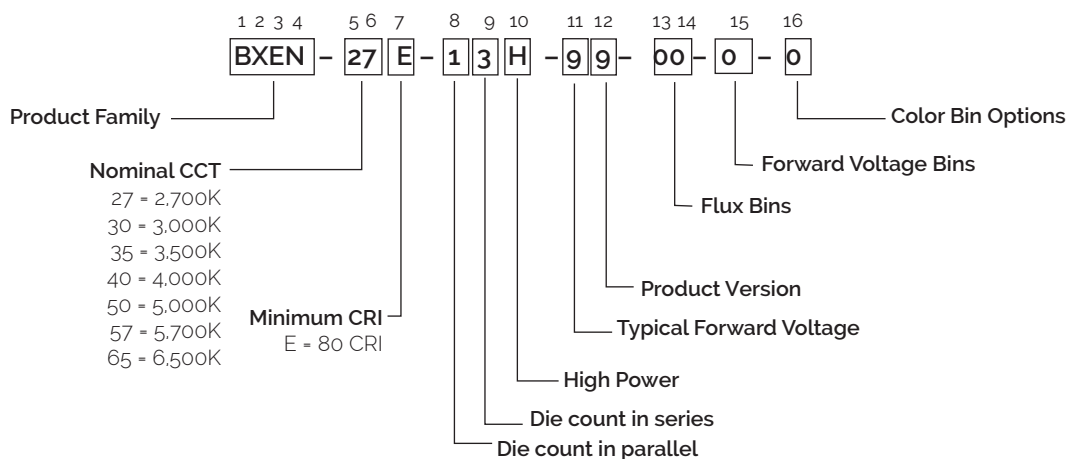 1 2 3 4 5 6 7 8 9 10 11 12 13 14 15 16
BXEN - 27 E - 1 3 H - 9 9 - 00 - 0 - 0
Product Family
Color Bin Options
Nominal CCT
Forward Voltage Bins
27 = 2,700K
30 = 3,000K
Flux Bins
35 = 3,500K
40 = 4,000K
50 = 5,000K
Product Version
57 = 5,700K
Minimum CRI
Typical Forward Voltage
65 = 6,500K
E = 80 CRI
High Power
Die count in series
Die count in parallel